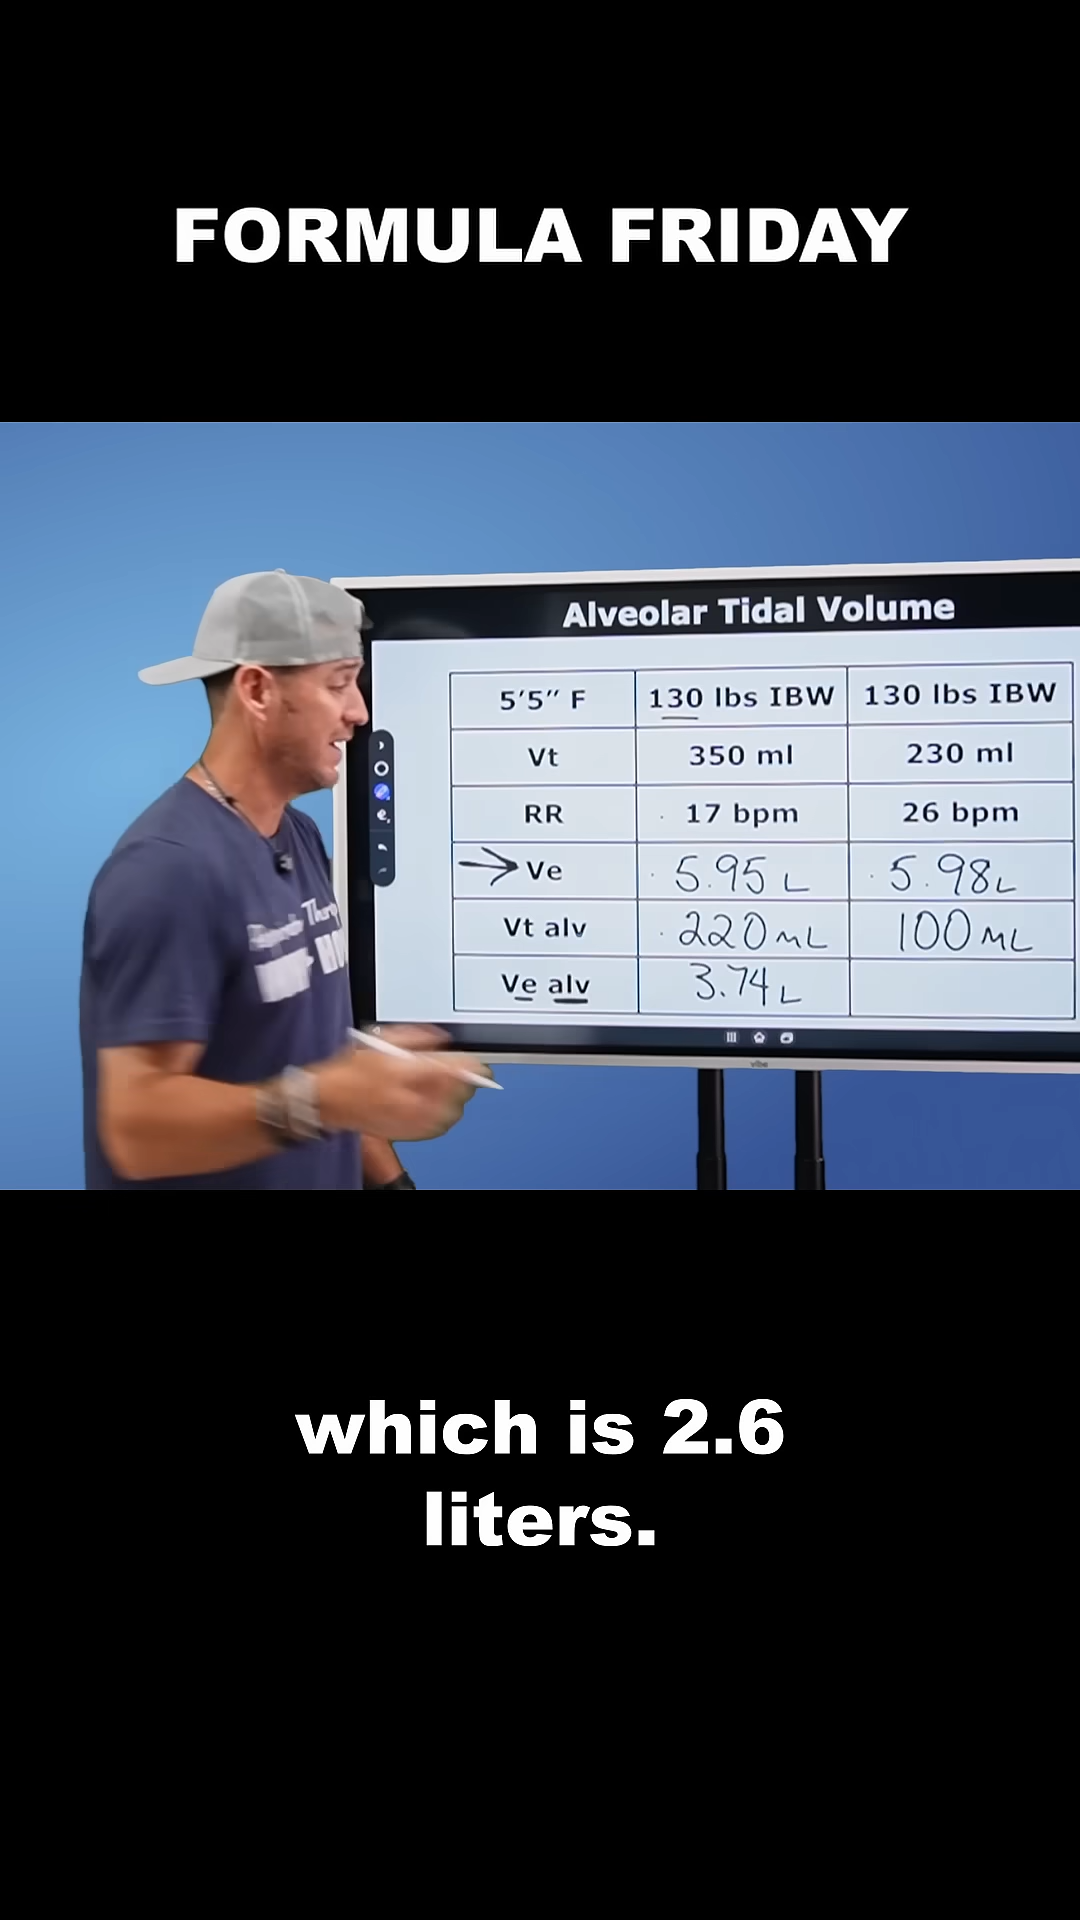 FORMULA FRIDAY
Alveolar Tidal Volume
5'5" F 130 lbs IBW 130 lbs IBW
Vt 350 ml 230 ml
RR 17 bpm 26 bpm
Ve 5.95 L 5.98 L
Vt alv 220 mL 100 mL
Ve alv 3.74 L
vibe
which is 2.6
liters.